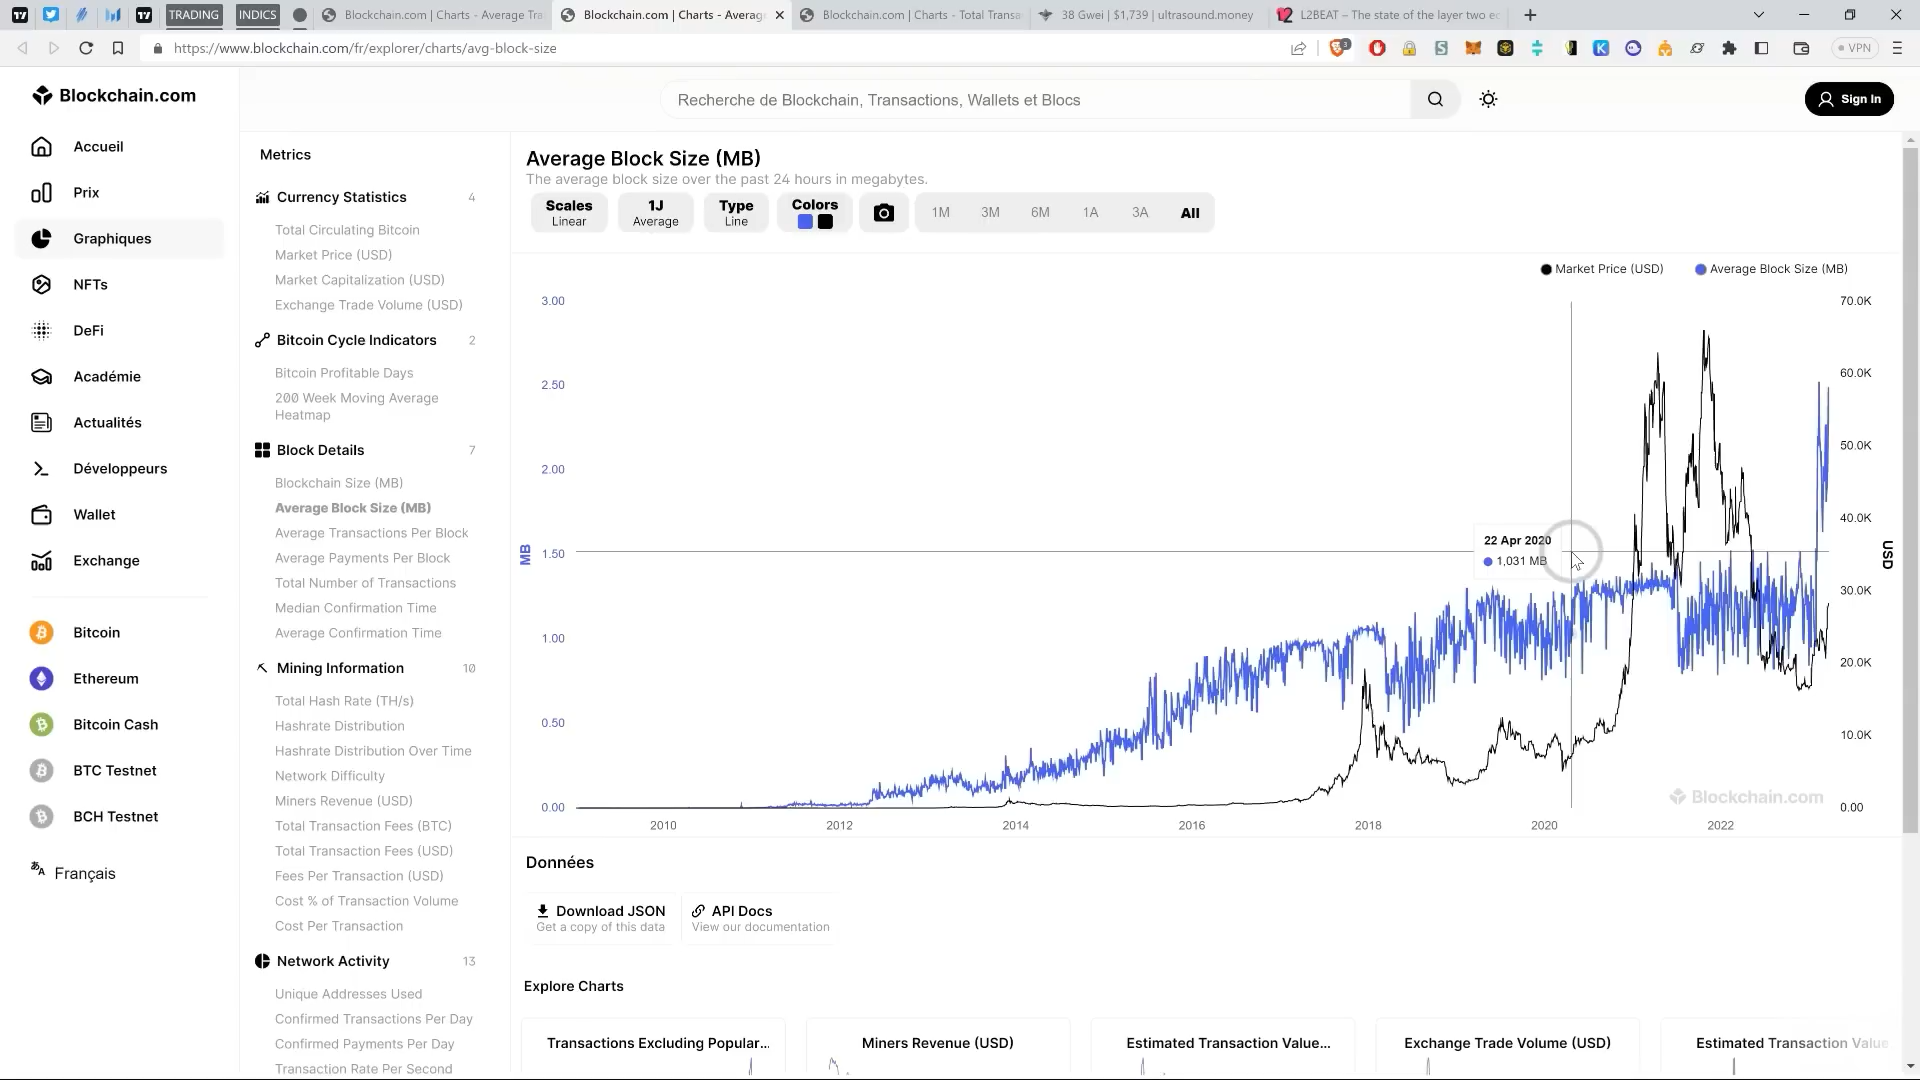 TRADING
INDICS
Blockchain.com | Charts - Average Tra
Blockchain.com | Charts - Averag
Blockchain.com | Charts - Total Transa
38 Gwei | $1,739 | ultrasound.money
L2BEAT – The state of the layer two ec
https://www.blockchain.com/fr/explorer/charts/avg-block-size
3
VPN
Blockchain.com
Recherche de Blockchain, Transactions, Wallets et Blocs
Sign In
Accueil
Prix
Graphiques
NFTs
DeFi
Académie
Actualités
Développeurs
Wallet
Exchange
Bitcoin
Ethereum
Bitcoin Cash
BTC Testnet
BCH Testnet
Français
Metrics
Currency Statistics 4
Total Circulating Bitcoin
Market Price (USD)
Market Capitalization (USD)
Exchange Trade Volume (USD)
Bitcoin Cycle Indicators 2
Bitcoin Profitable Days
200 Week Moving Average
Heatmap
Block Details 7
Blockchain Size (MB)
Average Block Size (MB)
Average Transactions Per Block
Average Payments Per Block
Total Number of Transactions
Median Confirmation Time
Average Confirmation Time
Mining Information 10
Total Hash Rate (TH/s)
Hashrate Distribution
Hashrate Distribution Over Time
Network Difficulty
Miners Revenue (USD)
Total Transaction Fees (BTC)
Total Transaction Fees (USD)
Fees Per Transaction (USD)
Cost % of Transaction Volume
Cost Per Transaction
Network Activity 13
Unique Addresses Used
Confirmed Transactions Per Day
Confirmed Payments Per Day
Transaction Rate Per Second
Average Block Size (MB)
The average block size over the past 24 hours in megabytes.
Scales
Linear
1J
Average
Type
Line
Colors
1M 3M 6M 1A 3A All
Market Price (USD) Average Block Size (MB)
3.00
2.50
2.00
1.50
1.00
0.50
0.00
MB
70.0K
60.0K
50.0K
40.0K
30.0K
20.0K
10.0K
0.00
USD
22 Apr 2020
1,031 MB
Blockchain.com
2010 2012 2014 2016 2018 2020 2022
Données
Download JSON
Get a copy of this data
API Docs
View our documentation
Explore Charts
Transactions Excluding Popular...
Miners Revenue (USD)
Estimated Transaction Value...
Exchange Trade Volume (USD)
Estimated Transaction Value